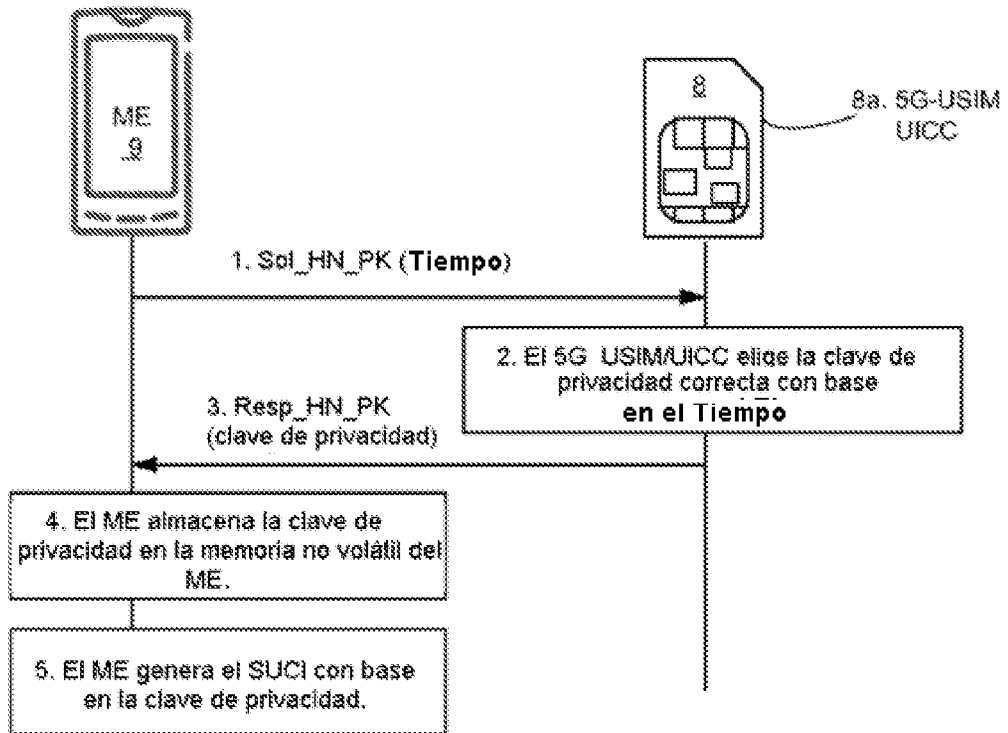 ME
9
8
8a. 5G-USIM
UICC
1. Sol_HN_PK (Tiempo)
2. El 5G USIM/UICC elige la clave de
privacidad correcta con base
en el Tiempo
3. Resp_HN_PK
(clave de privacidad)
4. El ME almacena la clave de
privacidad en la memoria no volátil del
ME.
5. El ME genera el SUCI con base
en la clave de privacidad.